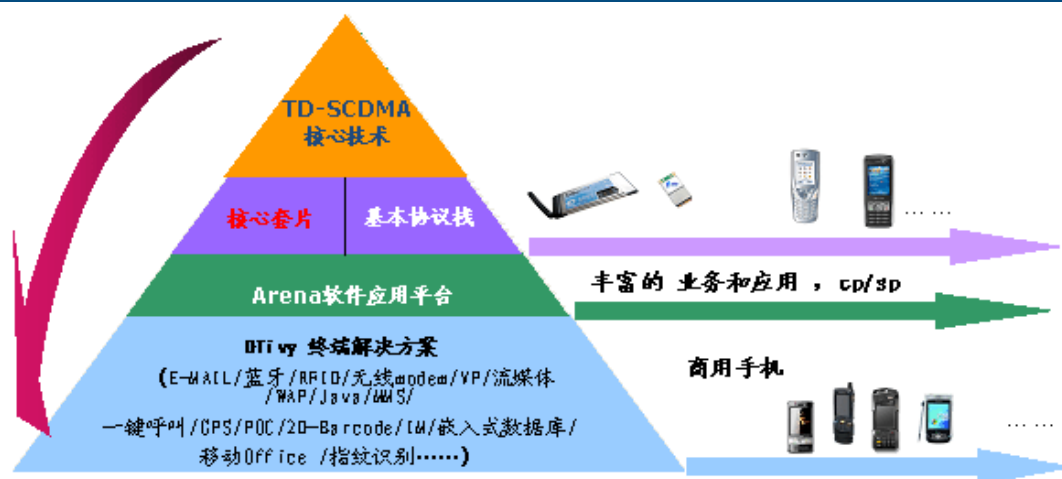 TD-SCDMA
核心技术
核心套片
基本协议栈
… …
Arena软件应用平台
丰富的 业务和应用 ，cp/sp
DTivy 终端解决方案
(E-MAIL/蓝牙/RFID/无线modem/VP/流媒体
/WAP/Java/MMS/
一键呼叫/GPS/POC/2D-Barcode/IM/嵌入式数据库/
移动Office /指纹识别……)
商用手机
… …